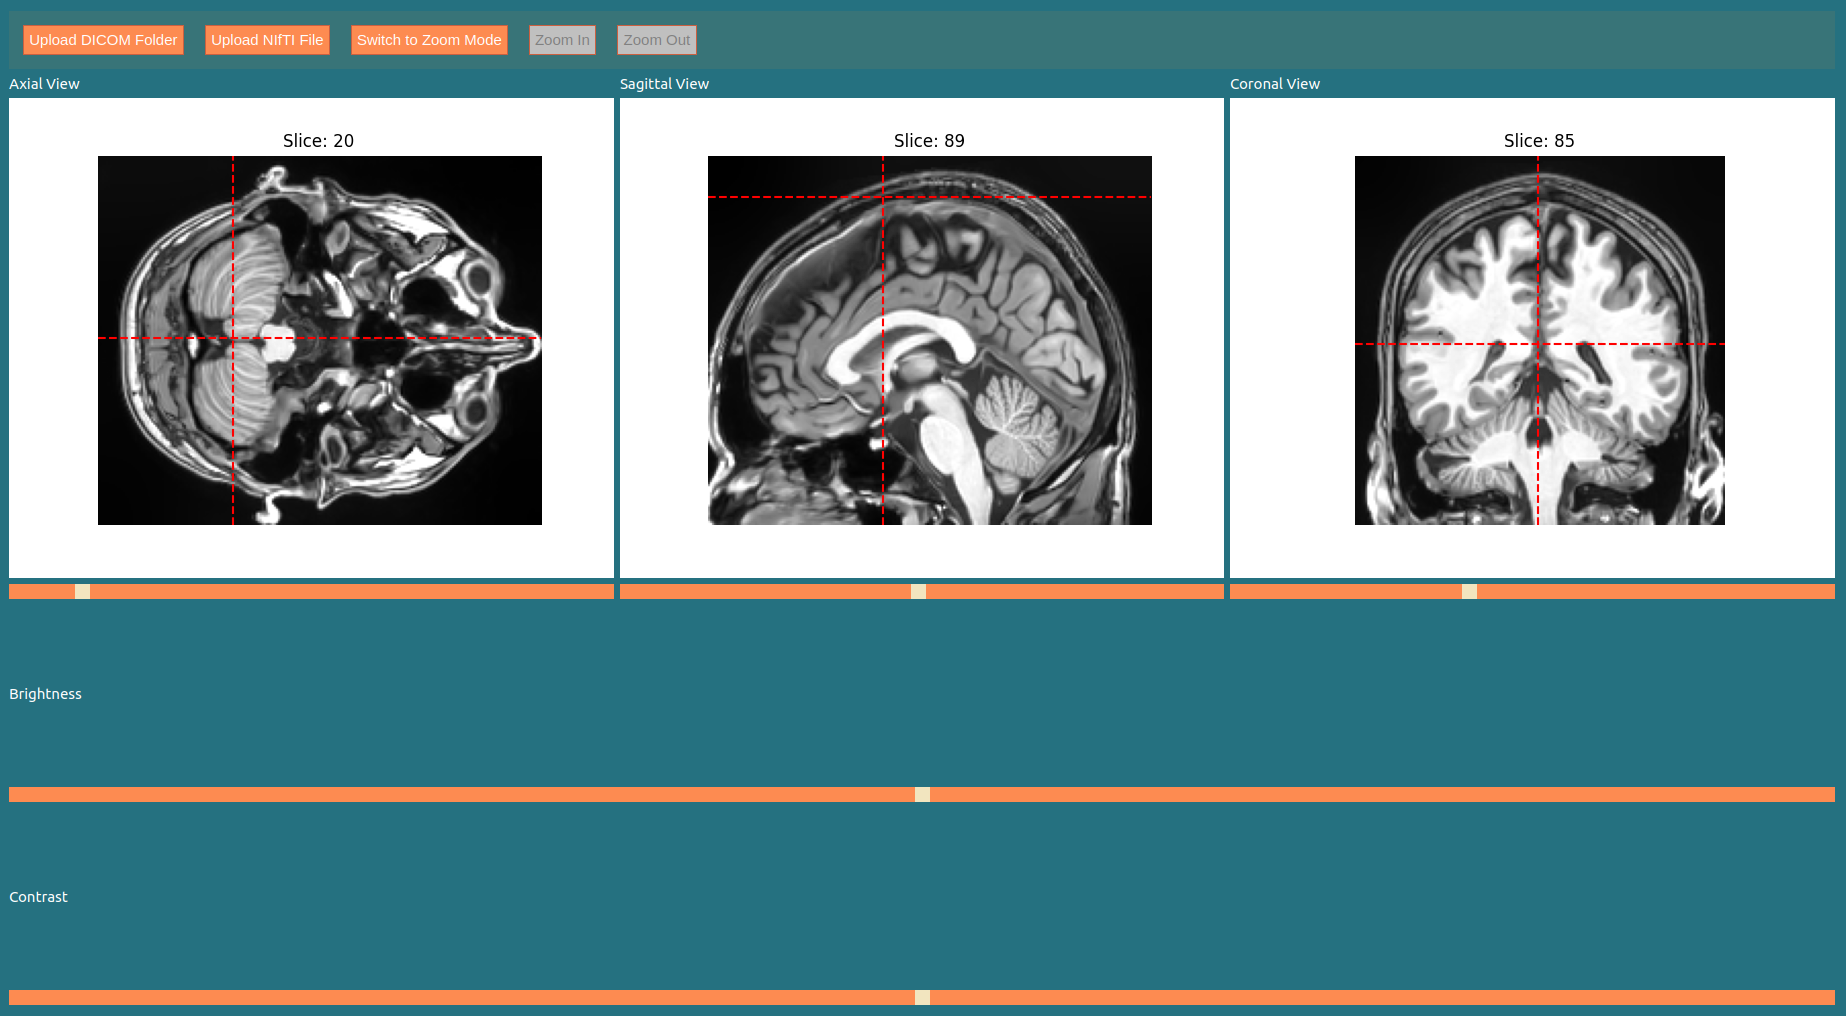 Upload DICOM Folder Upload NIfTI File Switch to Zoom Mode Zoom In Zoom Out
Axial View Sagittal View Coronal View
Slice: 20 Slice: 89 Slice: 85
Brightness
Contrast